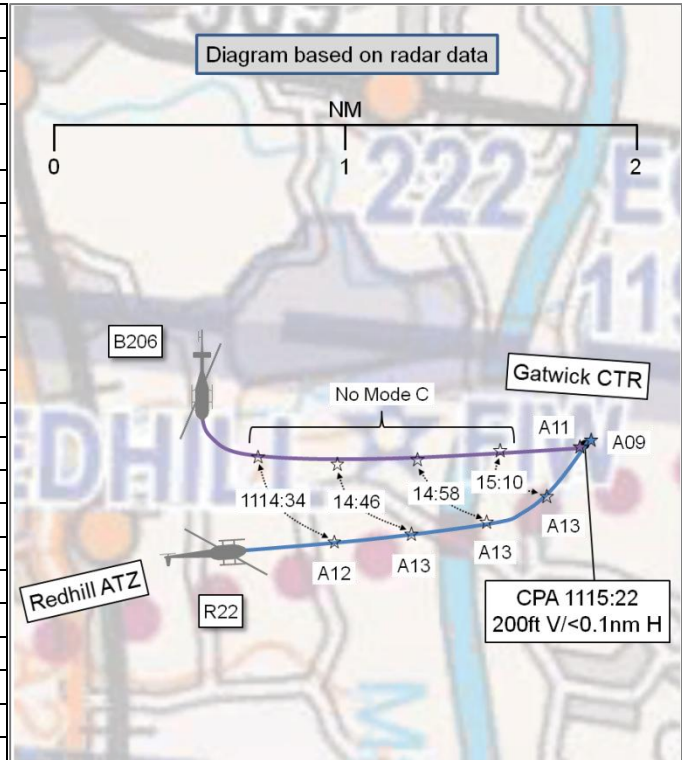 Diagram based on radar data
NM
0
1
2
222
119
B206
Gatwick CTR
No Mode C
A11
A09
EDHILL
1114:34
14:46
14:58
15:10
A12
A13
A13
A13
Redhill ATZ
R22
CPA 1115:22
200ft V/<0.1nm H
M